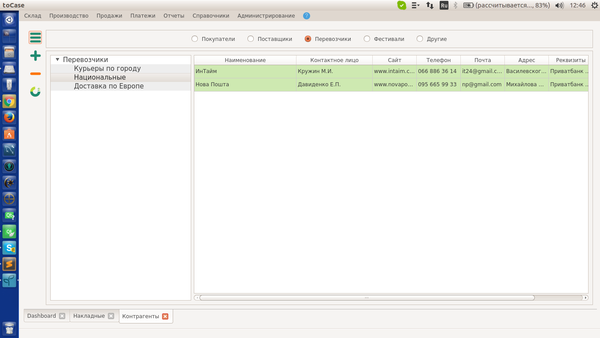 toCase
Ru
(рассчитывается..., 83%)
12:46
Склад Производство Продажи Платежи Отчеты Справочники Администрирование
Покупатели Поставщики Перевозчики Фестивали Другие
Перевозчики
Курьеры по городу
Национальные
Доставка по Европе
Наименование Контактное лицо Сайт Телефон Почта Адрес Реквизиты
ИнТайм Кружин М.И. www.intaim.c... 066 886 36 14 it24@gmail.c... Василевског... Приватбанк ...
Нова Пошта Давиденко Е.П. www.novapo... 095 665 99 33 np@gmail.com Михайлова ... Приватбанк ...
Dashboard Накладные Контрагенты